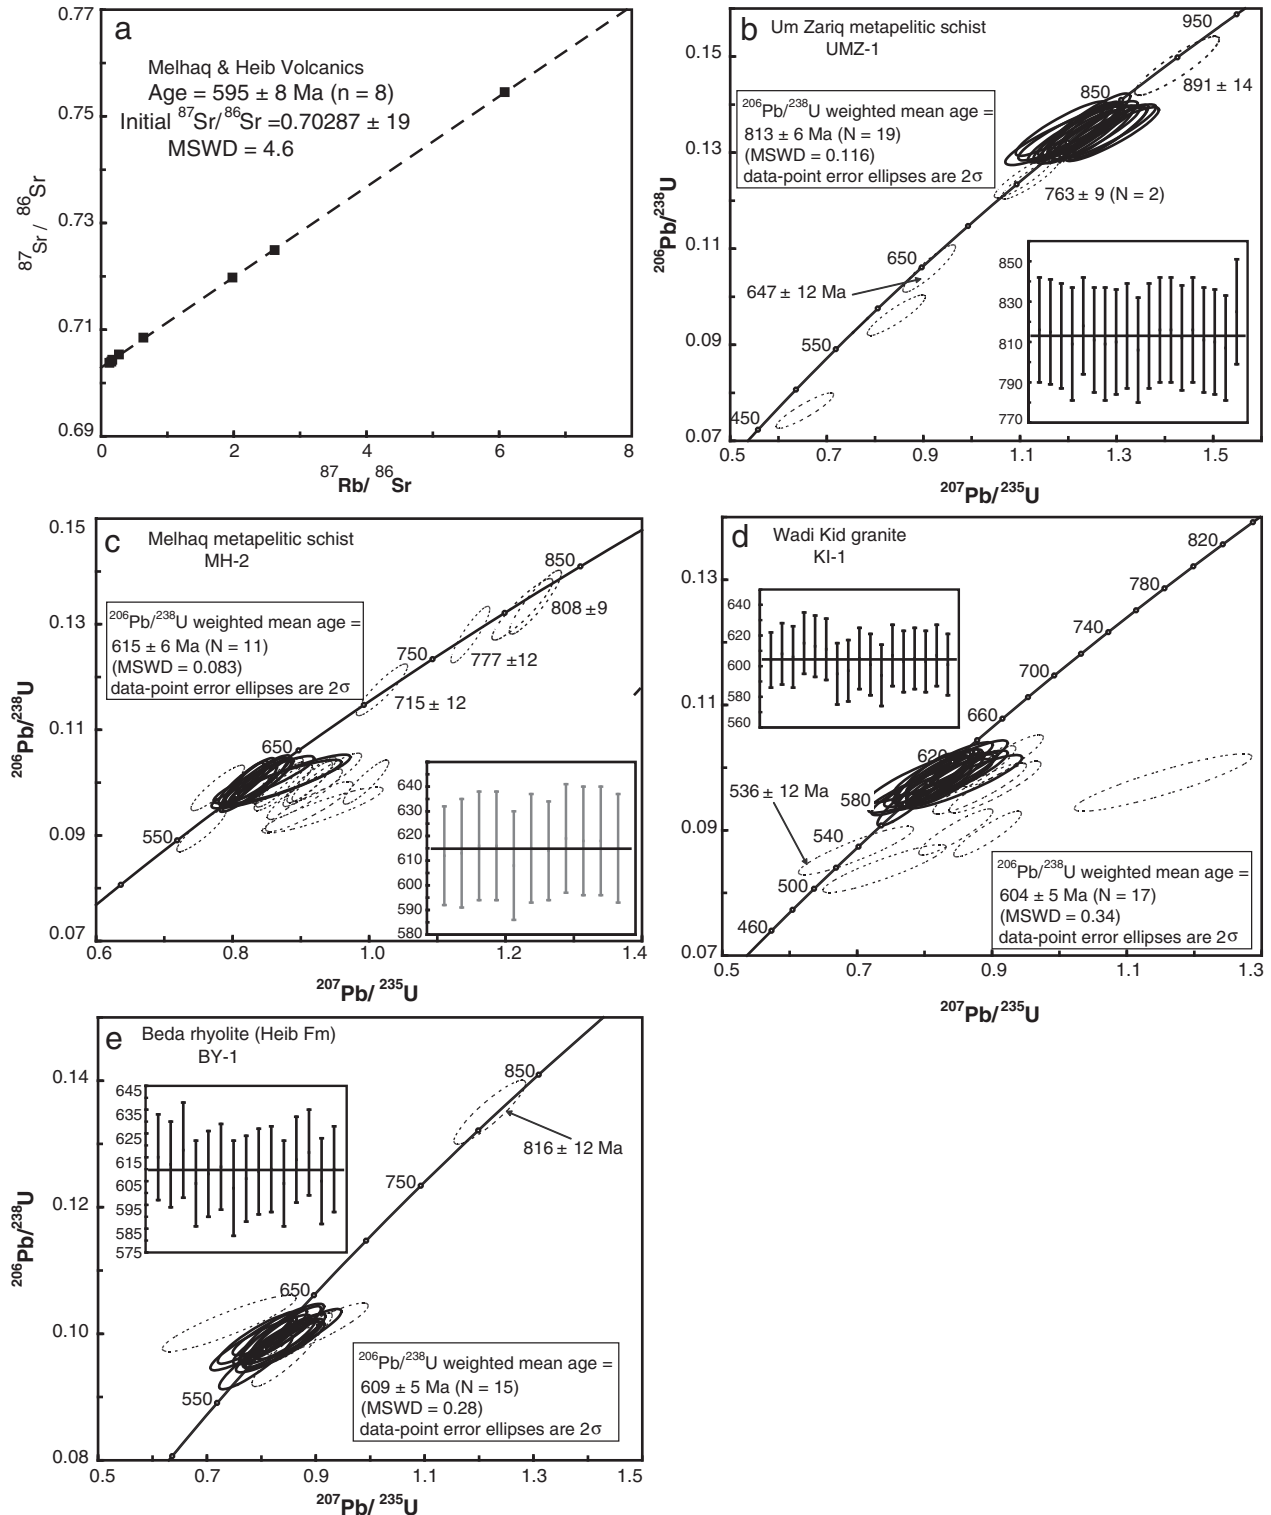 a
Melhaq & Heib Volcanics
Age = 595 ± 8 Ma (n = 8)
Initial ⁸⁷Sr/⁸⁶Sr =0.70287 ± 19
MSWD = 4.6
0.77
0.75
0.73
0.71
0.69
0
2
4
6
8
⁸⁷Sr/ ⁸⁶Sr
⁸⁷Rb/ ⁸⁶Sr
b
Um Zariq metapelitic schist
UMZ-1
²⁰⁶Pb/²³⁸U weighted mean age =
813 ± 6 Ma (N = 19)
(MSWD = 0.116)
data-point error ellipses are 2σ
950
891 ± 14
850
763 ± 9 (N = 2)
650
647 ± 12 Ma
550
450
850
830
810
790
770
0.15
0.13
0.11
0.09
0.07
0.5
0.7
0.9
1.1
1.3
1.5
²⁰⁶Pb/²³⁸U
²⁰⁷Pb/²³⁵U
c
Melhaq metapelitic schist
MH-2
²⁰⁶Pb/²³⁸U weighted mean age =
615 ± 6 Ma (N = 11)
(MSWD = 0.083)
data-point error ellipses are 2σ
850
808 ±9
750
777 ±12
715 ± 12
650
550
640
630
620
610
600
590
580
0.15
0.13
0.11
0.09
0.07
0.6
0.8
1.0
1.2
1.4
²⁰⁶Pb/²³⁸U
²⁰⁷Pb/ ²³⁵U
d
Wadi Kid granite
KI-1
820
780
740
700
660
620
580
540
500
460
536 ± 12 Ma
640
620
600
580
560
²⁰⁶Pb/²³⁸U weighted mean age =
604 ± 5 Ma (N = 17)
(MSWD = 0.34)
data-point error ellipses are 2σ
0.13
0.11
0.09
0.07
0.5
0.7
0.9
1.1
1.3
²⁰⁷Pb/²³⁵U
e
Beda rhyolite (Heib Fm)
BY-1
645
635
625
615
605
595
585
575
850
816 ± 12 Ma
750
650
550
²⁰⁶Pb/²³⁸U weighted mean age =
609 ± 5 Ma (N = 15)
(MSWD = 0.28)
data-point error ellipses are 2σ
0.14
0.12
0.10
0.08
0.5
0.7
0.9
1.1
1.3
1.5
²⁰⁶Pb/²³⁸U
²⁰⁷Pb/ ²³⁵U